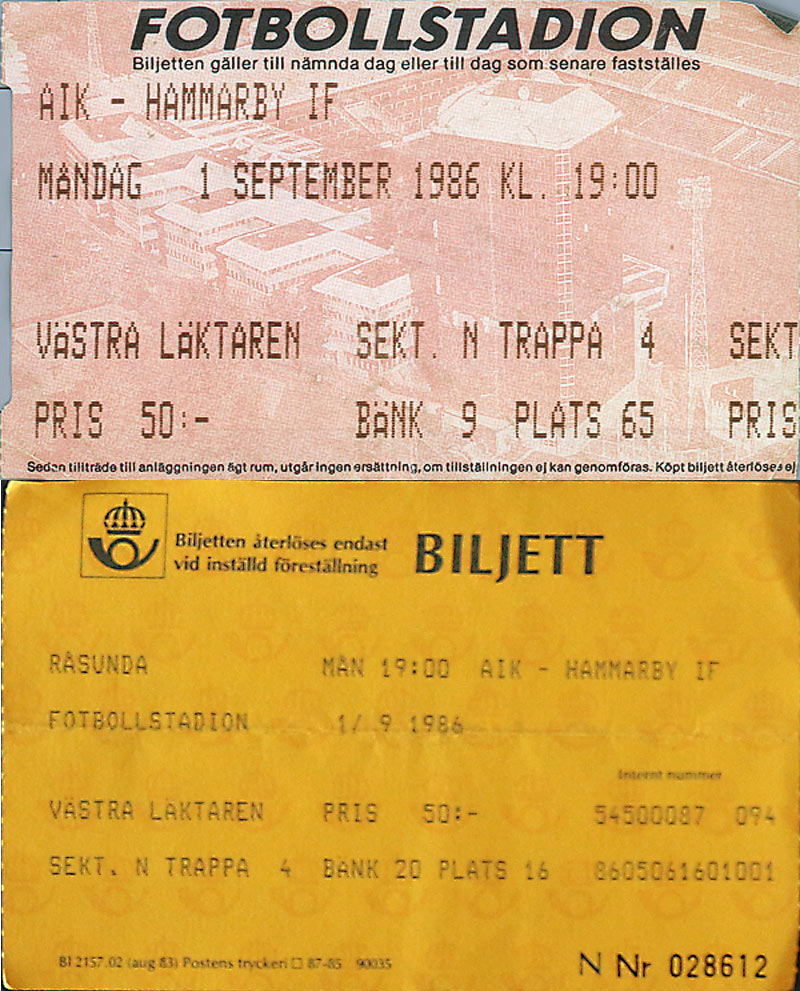 FOTBOLLSTADION
Biljetten gäller till nämnda dag eller till dag som senare fastställes
AIK - HAMMARBY IF
MÅNDAG 1 SEPTEMBER 1986 KL. 19:00
VÄSTRA LÄKTAREN SEKT. N TRAPPA 4 SEKT
PRIS 50:- BÄNK 9 PLATS 65 PRIS
Sedan tillträde till anläggningen ägt rum, utgår ingen ersättning, om tillställningen ej kan genomföras. Köpt biljett återlöses ej
Biljetten återlöses endast
vid inställd föreställning
BILJETT
RÅSUNDA MÅN 19:00 AIK - HAMMARBY IF
FOTBOLLSTADION 1/ 9 1986
Internt nummer
VÄSTRA LÄKTAREN PRIS 50:- 54500087 094
SEKT. N TRAPPA 4 BÄNK 20 PLATS 16 8605061601001
Bl 2157.02 (aug 83) Postens tryckeri □ 87-85 90035
N Nr 028612